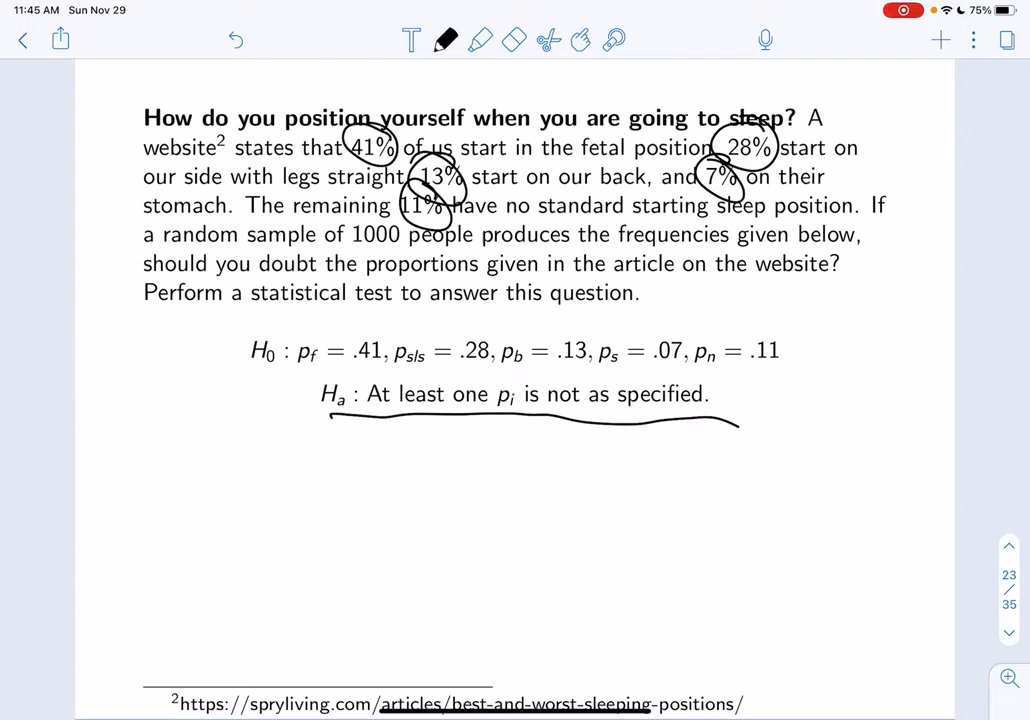 11:45 AM Sun Nov 29
75%
How do you position yourself when you are going to sleep? A
website² states that 41% of us start in the fetal position, 28% start on
our side with legs straight, 13% start on our back, and 7% on their
stomach. The remaining 11% have no standard starting sleep position. If
a random sample of 1000 people produces the frequencies given below,
should you doubt the proportions given in the article on the website?
Perform a statistical test to answer this question.
H₀ : p_f = .41, p_sls = .28, p_b = .13, p_s = .07, p_n = .11
Hₐ : At least one pᵢ is not as specified.
23
/
35
²https://spryliving.com/articles/best-and-worst-sleeping-positions/